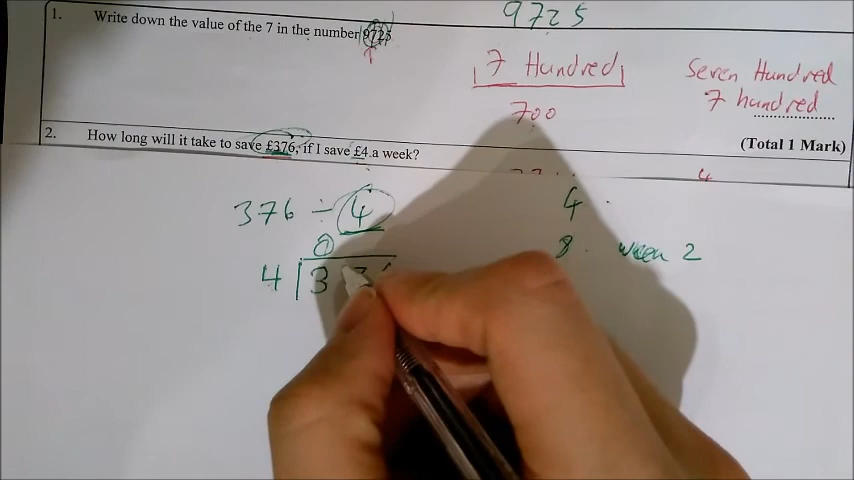 9725
1. Write down the value of the 7 in the number 9725
7 Hundred
700
Seven Hundred
7 hundred
(Total 1 Mark)
2. How long will it take to save £376, if I save £4 a week?
4
376 ÷ 4
4
0
8 week 2
4 3